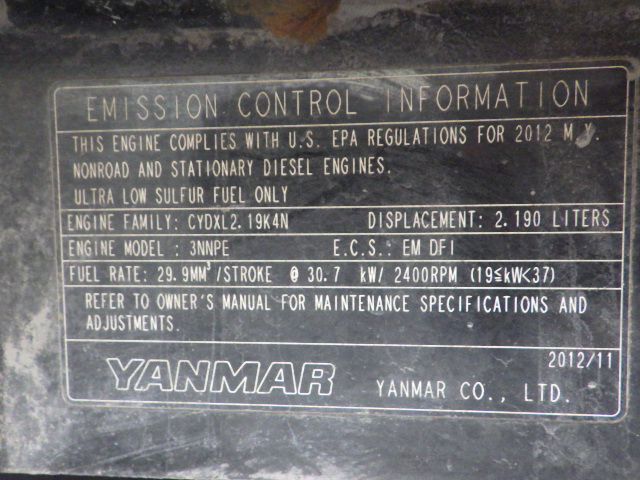 EMISSION CONTROL INFORMATION
THIS ENGINE COMPLIES WITH U.S. EPA REGULATIONS FOR 2012 M.Y.
NONROAD AND STATIONARY DIESEL ENGINES.
ULTRA LOW SULFUR FUEL ONLY
ENGINE FAMILY: CYDXL2.19K4N DISPLACEMENT: 2.190 LITERS
ENGINE MODEL : 3NNPE E.C.S.: EM DFI
FUEL RATE: 29.9MM³/STROKE @ 30.7 kW/ 2400RPM (19≦kW<37)
REFER TO OWNER'S MANUAL FOR MAINTENANCE SPECIFICATIONS AND
ADJUSTMENTS.
2012/11
YANMAR YANMAR CO., LTD.